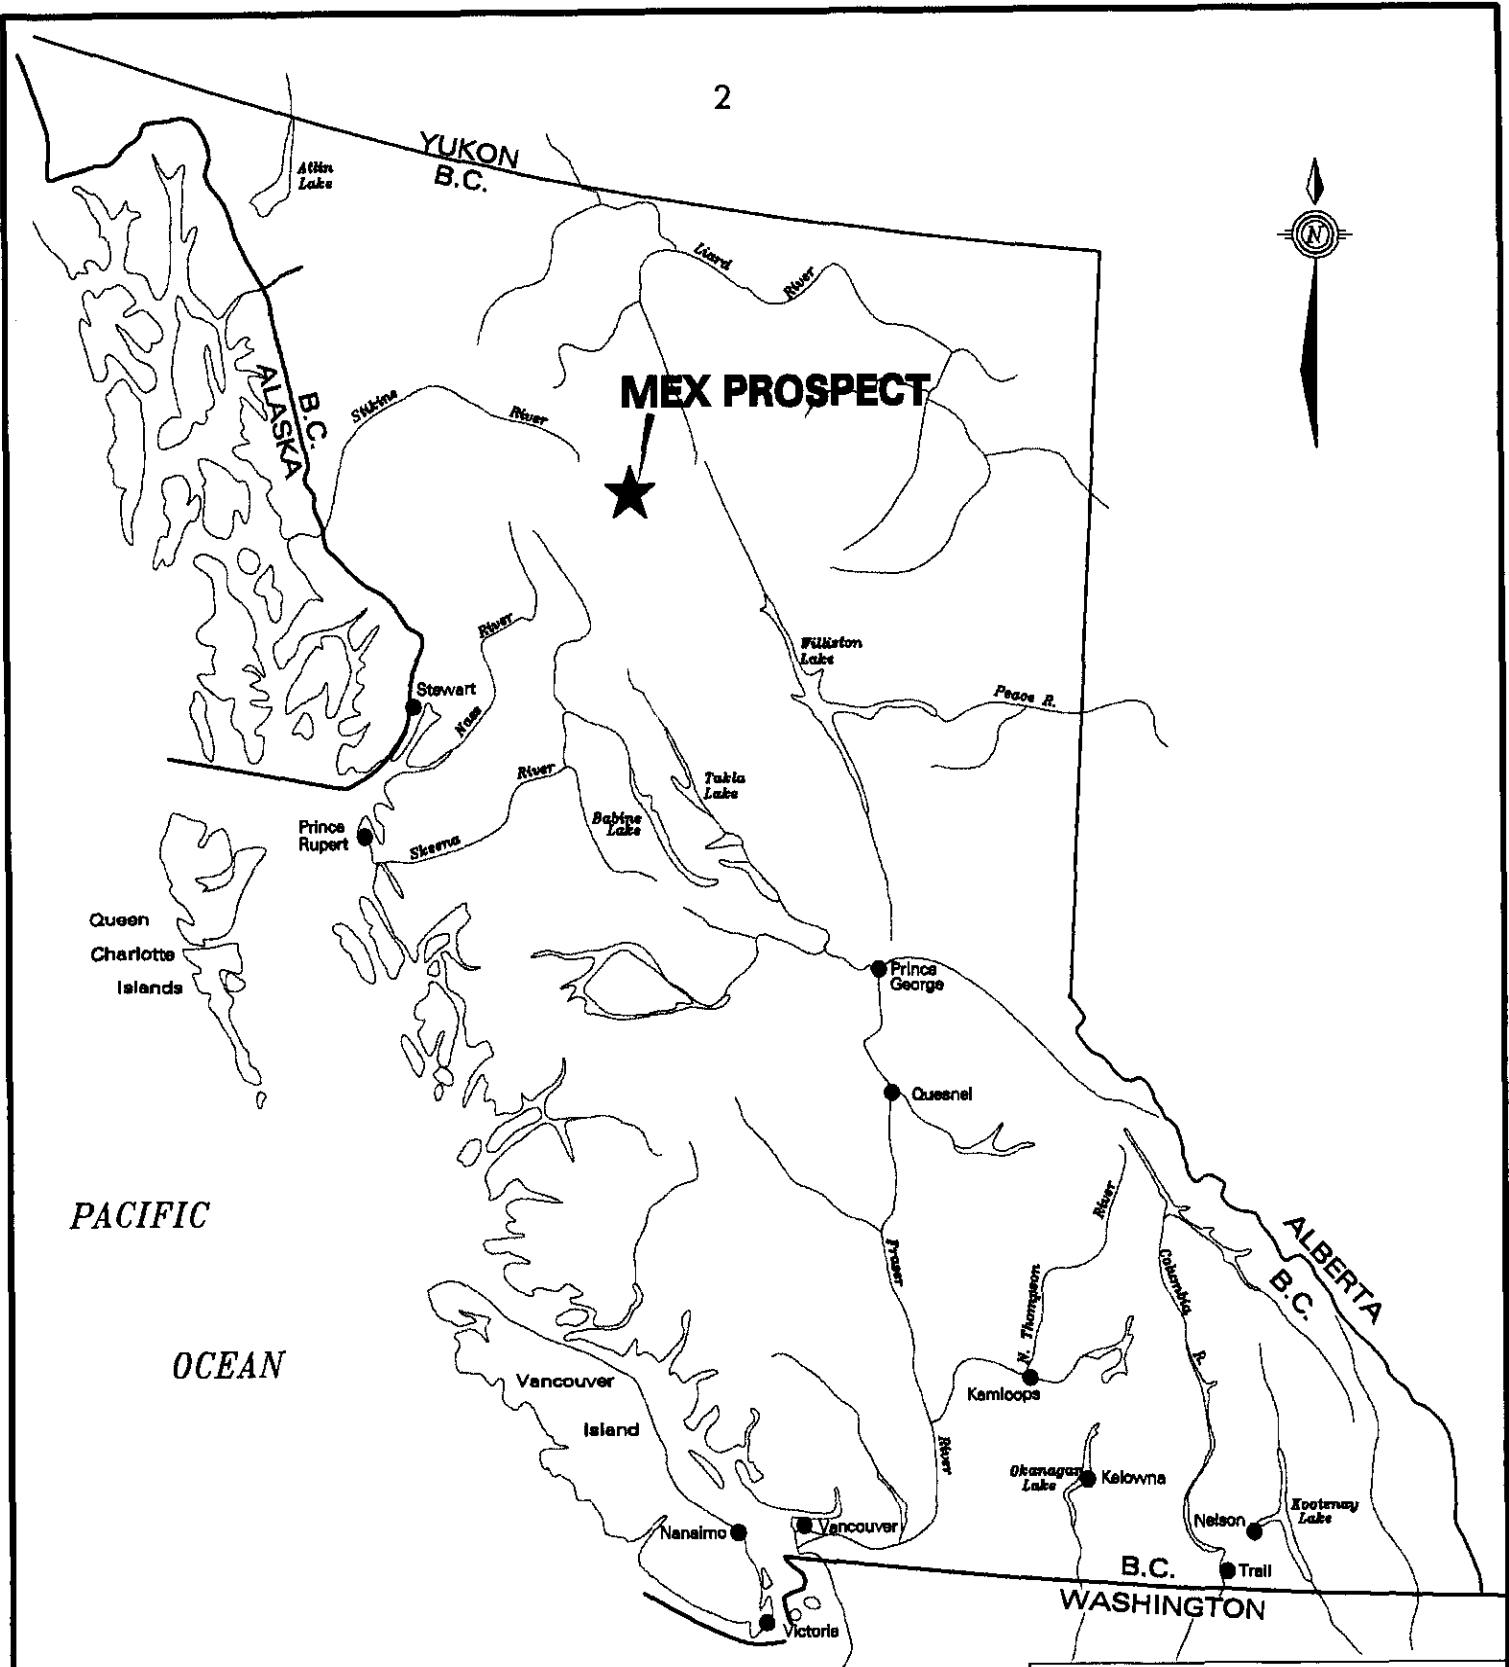 2
YUKON
B.C.
Atlin
Lake
N
Liard
River
B.C.
ALASKA
MEX PROSPECT
Stikine
River
River
Nass
Stewart
Williston
Lake
Peace R.
River
Skeena
Takla
Lake
Babine
Lake
Prince
Rupert
Queen
Charlotte
Islands
Prince
George
Quesnel
PACIFIC
OCEAN
Fraser
River
River
N. Thompson
Columbia
R.
ALBERTA
B.C.
Vancouver
Island
Kamloops
Okanagan
Lake
Kelowna
Kootenay
Lake
Nelson
Nanaimo
Vancouver
Trail
B.C.
WASHINGTON
Victoria